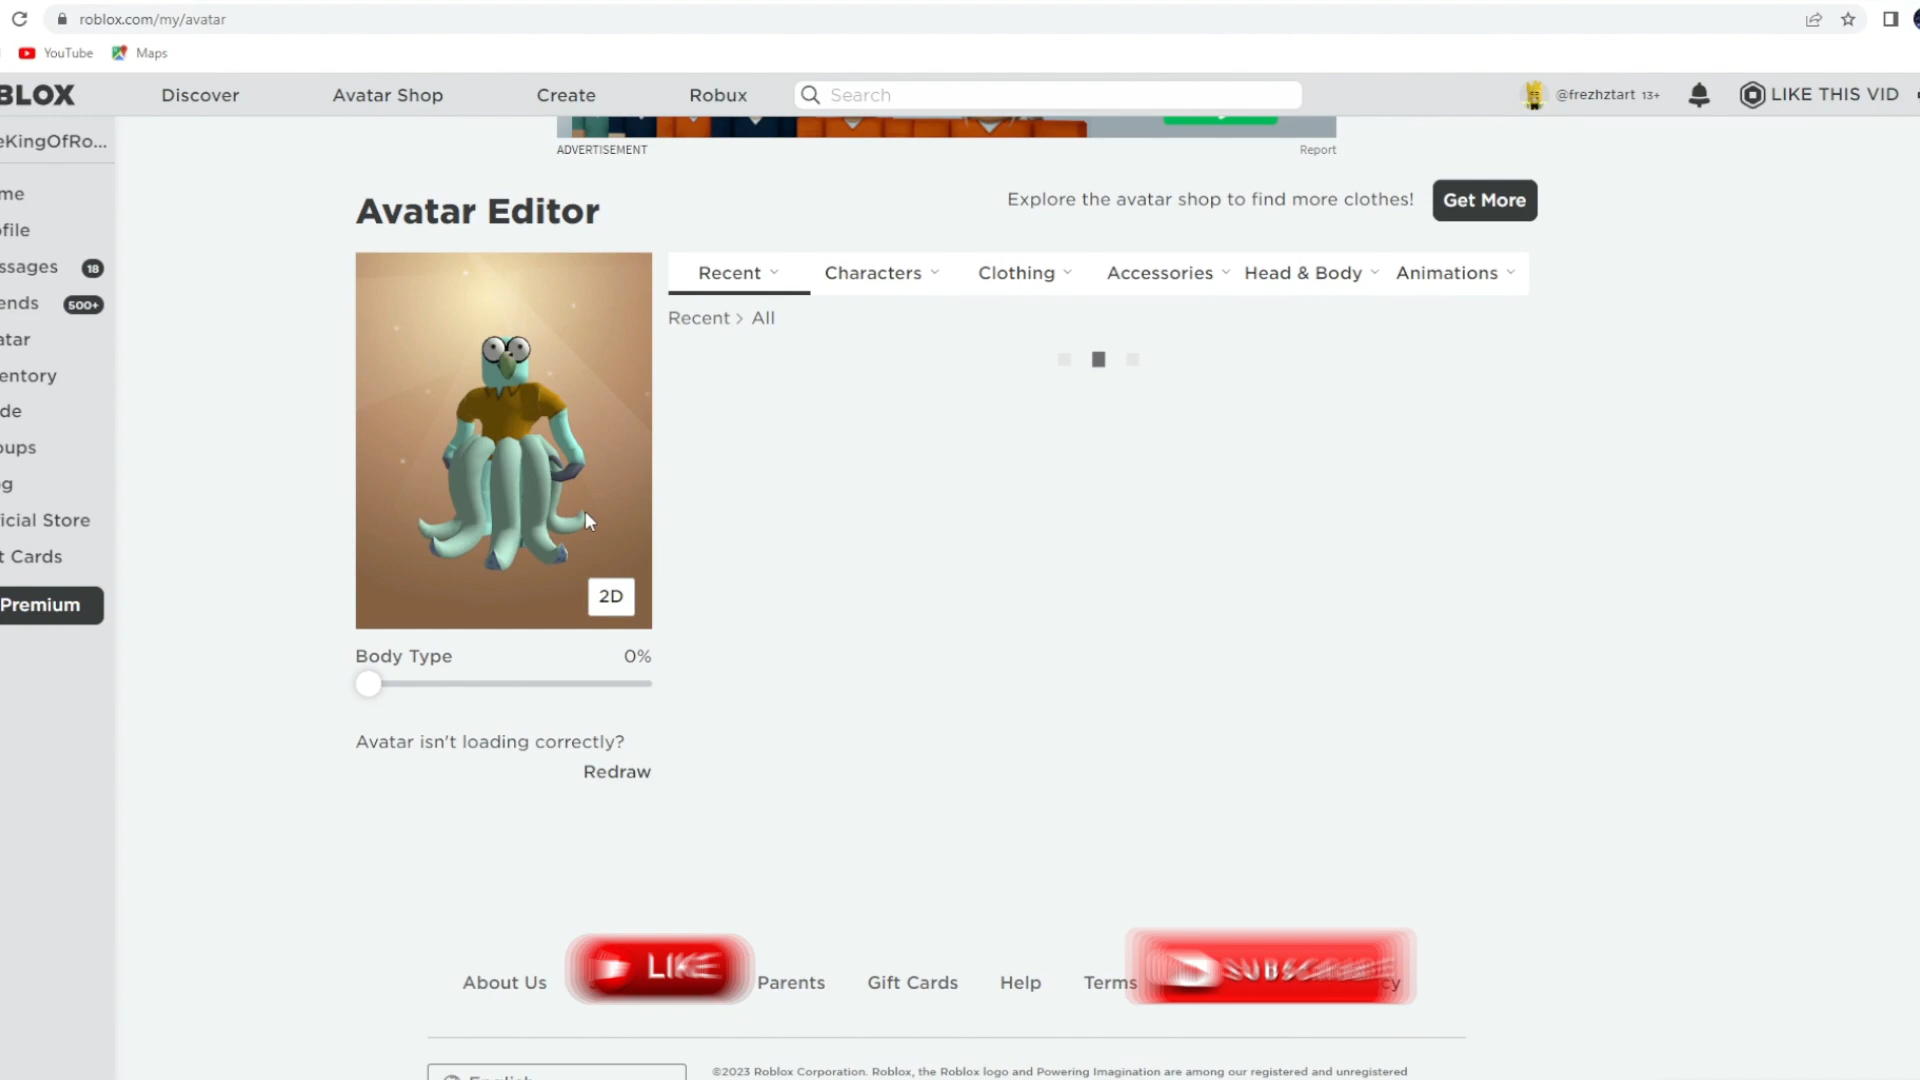 roblox.com/my/avatar
YouTube Maps
BLOX Discover Avatar Shop Create Robux Search @frezhztart 13+ LIKE THIS VID
eKingOfRo...
ADVERTISEMENT Report
me
Avatar Editor
Explore the avatar shop to find more clothes! Get More
ofile
ssages 18
ends 500+
atar
entory
de
oups
g
icial Store
t Cards
Premium
Recent Characters Clothing Accessories Head & Body Animations
Recent > All
2D
Body Type 0%
Avatar isn't loading correctly?
Redraw
About Us LIKE Parents Gift Cards Help Terms SUBSCRIBE cy
English
©2023 Roblox Corporation. Roblox, the Roblox logo and Powering Imagination are among our registered and unregistered